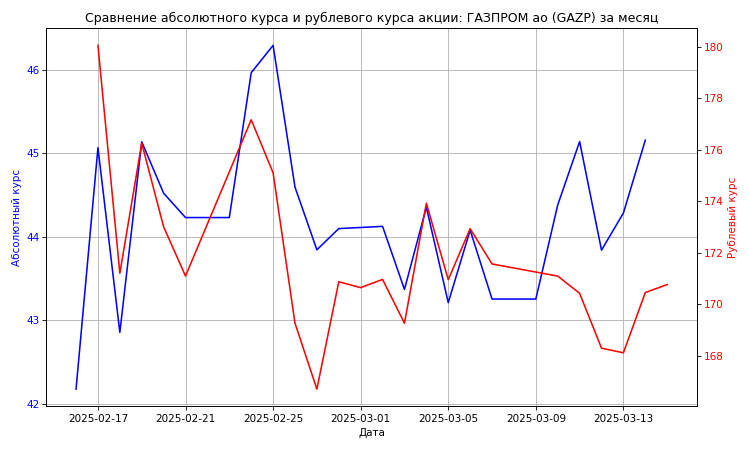 Сравнение абсолютного курса и рублевого курса акции: ГАЗПРОМ ао (GAZP) за месяц
46
45
44
43
42
Абсолютный курс
180
178
176
174
172
170
168
Рублевый курс
2025-02-17 2025-02-21 2025-02-25 2025-03-01 2025-03-05 2025-03-09 2025-03-13
Дата